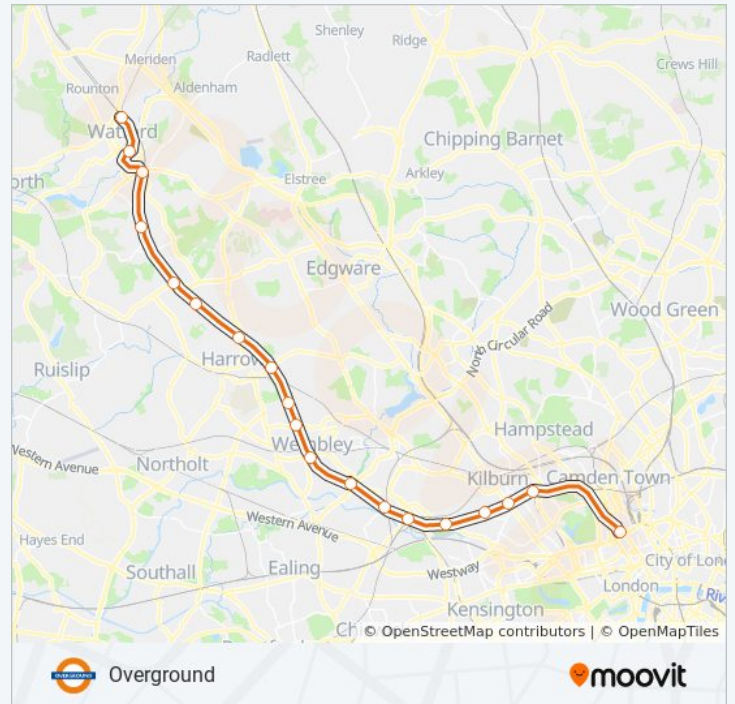 Shenley
Ridge
Meriden
Radlett
Crews Hill
Rounton
Aldenham
Watford
Chipping Barnet
orth
Elstree
Arkley
Edgware
Wood Green
North Circular Road
Harrow
Ruislip
Hampstead
Wembley
Western Avenue
Northolt
Kilburn
Camden Town
Western Avenue
Hayes End
Southall
Ealing
Westway
City of Lon
London
Kensington
Riv
© OpenStreetMap contributors | © OpenMapTiles
OVERGROUND
Overground
moovit